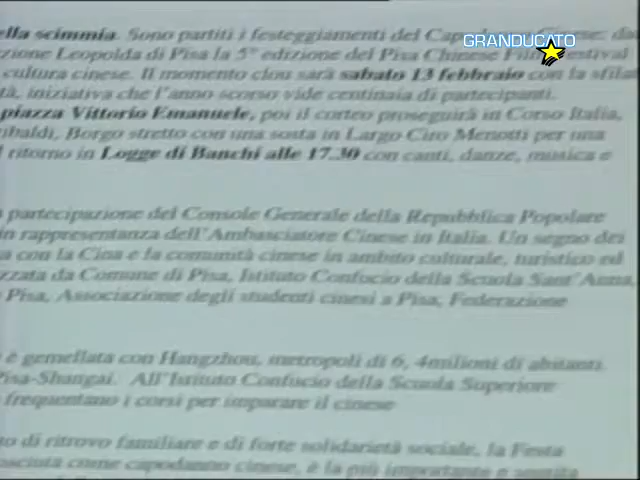 ella scimmia. Sono partiti i festeggiamenti del
GRANDUCATO
zione Leopolda di Pisa la 5° edizione del Pisa Chinese Film Festival
cultura cinese. Il momento clou sarà sabato 13 febbraio con la sfila
tà, iniziativa che l'anno scorso vide centinaia di partecipanti.
piazza Vittorio Emanuele, poi il corteo proseguirà in Corso Italia,
ribaldi, Borgo stretto con una sosta in Largo Ciro Menotti per una
l ritorno in Logge di Banchi alle 17.30 con canti, danze, musica e
partecipazione del Console Generale della Repubblica Popolare
in rappresentanza dell'Ambasciatore Cinese in Italia. Un segno dei
a con la Cina e la comunità cinese in ambito culturale, turistico ed
zzata da Comune di Pisa, Istituto Confucio della Scuola Sant'Anna,
Pisa, Associazione degli studenti cinesi a Pisa, Federazione
è gemellata con Hangzhou, metropoli di 6, 4milioni di abitanti.
Pisa-Shangai. All'Istituto Confucio della Scuola Superiore
frequentano i corsi per imparare il cinese
to di ritrovo familiare e di forte solidarietà sociale, la Festa
osciuta come capodanno cinese, è la più importante e sentita